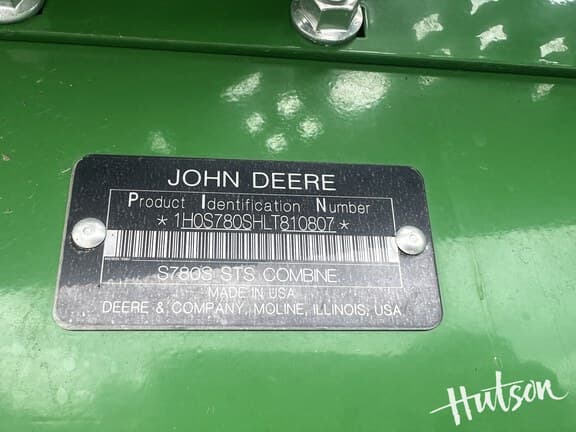 JOHN DEERE
Product Identification Number
*1H0S780SHLT810807*
S780S STS COMBINE
MADE IN USA
DEERE & COMPANY, MOLINE, ILLINOIS, USA
Hutson